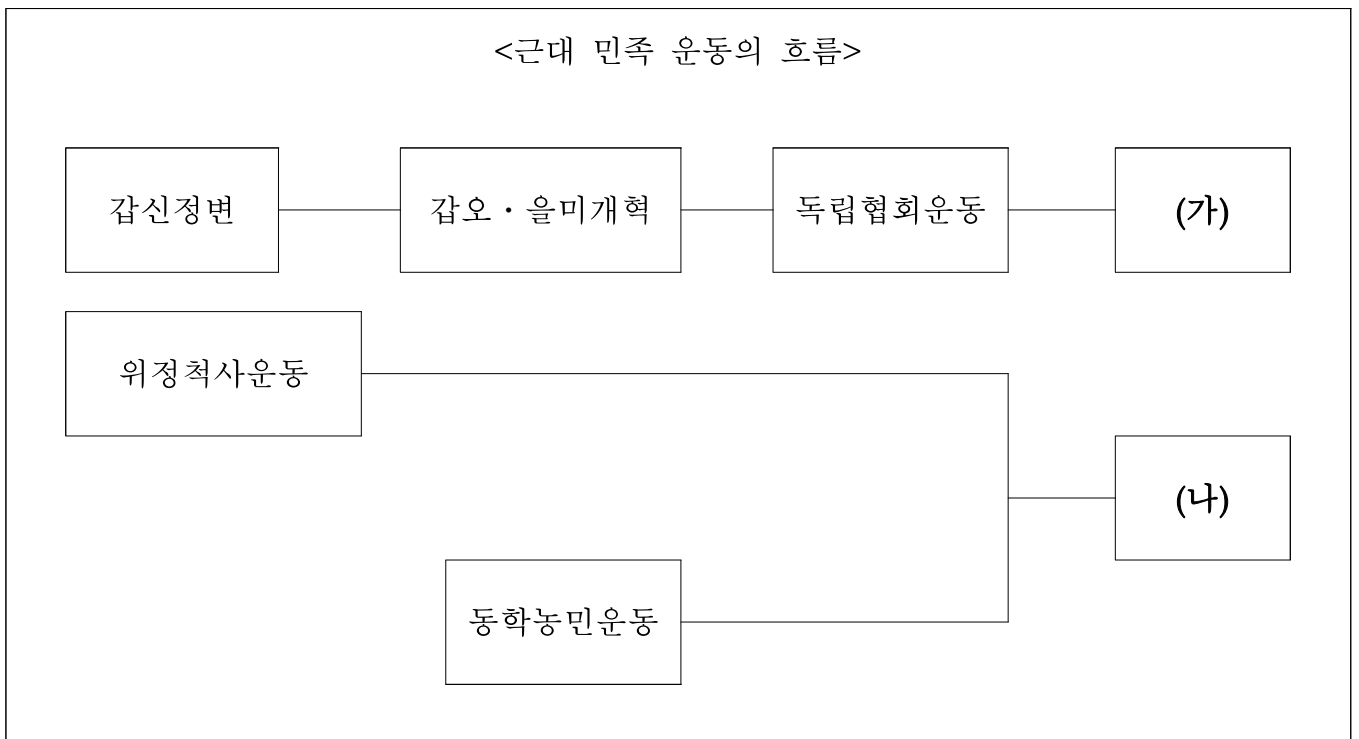 <근대 민족 운동의 흐름>
갑신정변
갑오·을미개혁
독립협회운동
(가)
위정척사운동
(나)
동학농민운동